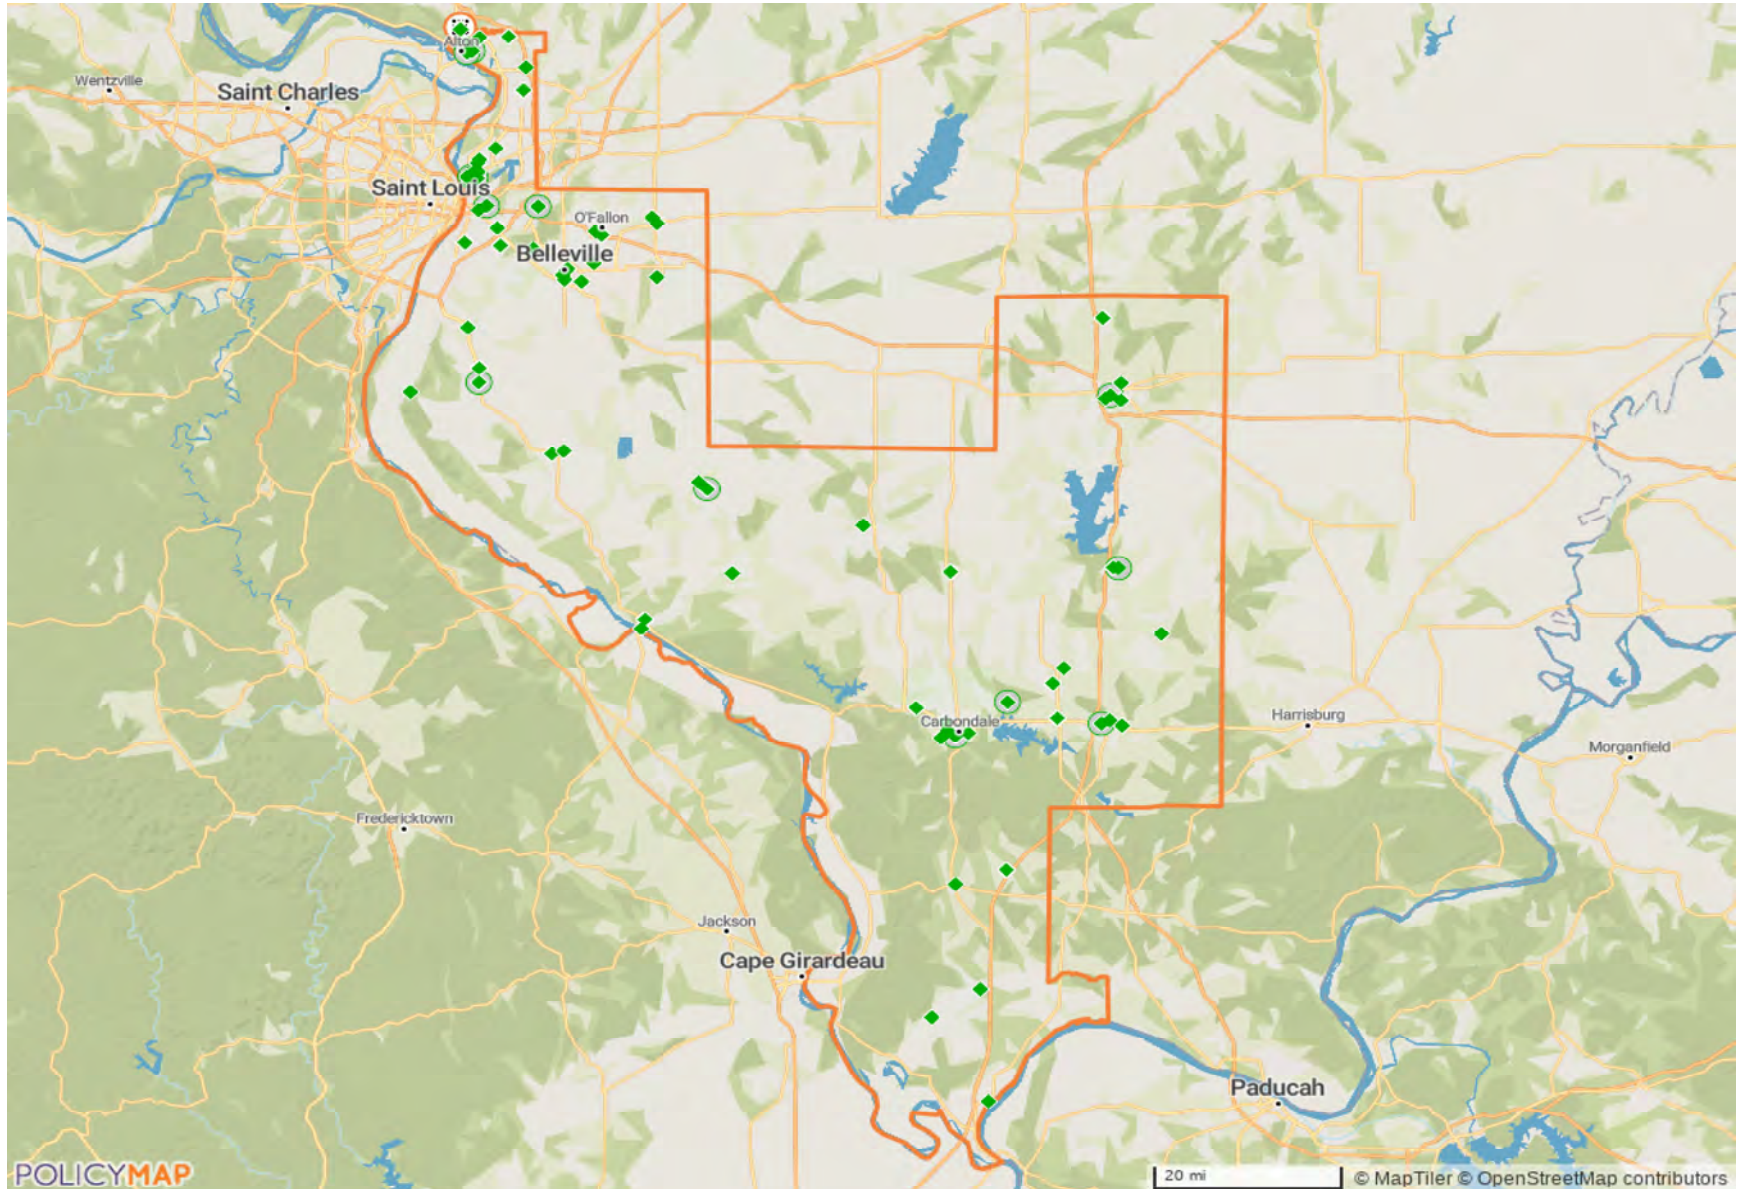 Alton
Wentzville
Saint Charles
Saint Louis
O'Fallon
Belleville
Carbondale
Harrisburg
Morganfield
Fredericktown
Jackson
Cape Girardeau
Paducah
POLICYMAP
20 mi
© MapTiler © OpenStreetMap contributors